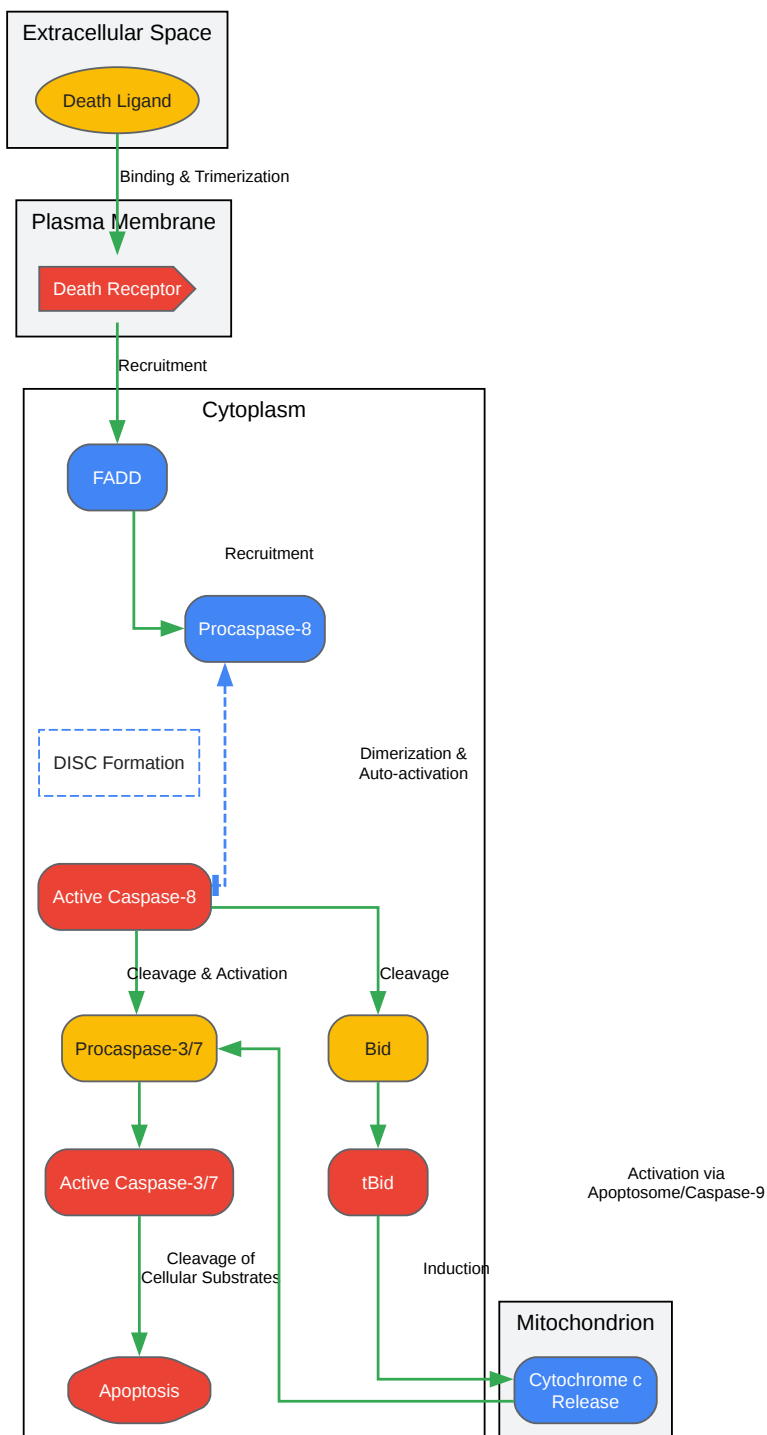 Extracellular Space
Death Ligand
Binding & Trimerization
Plasma Membrane
Death Receptor
Recruitment
Cytoplasm
FADD
Recruitment
Procaspase-8
DISC Formation
Dimerization &
Auto-activation
Active Caspase-8
Cleavage & Activation
Cleavage
Procaspase-3/7
Bid
Active Caspase-3/7
tBid
Activation via
Apoptosome/Caspase-9
Cleavage of
Cellular Substrates
Induction
Mitochondrion
Apoptosis
Cytochrome c
Release